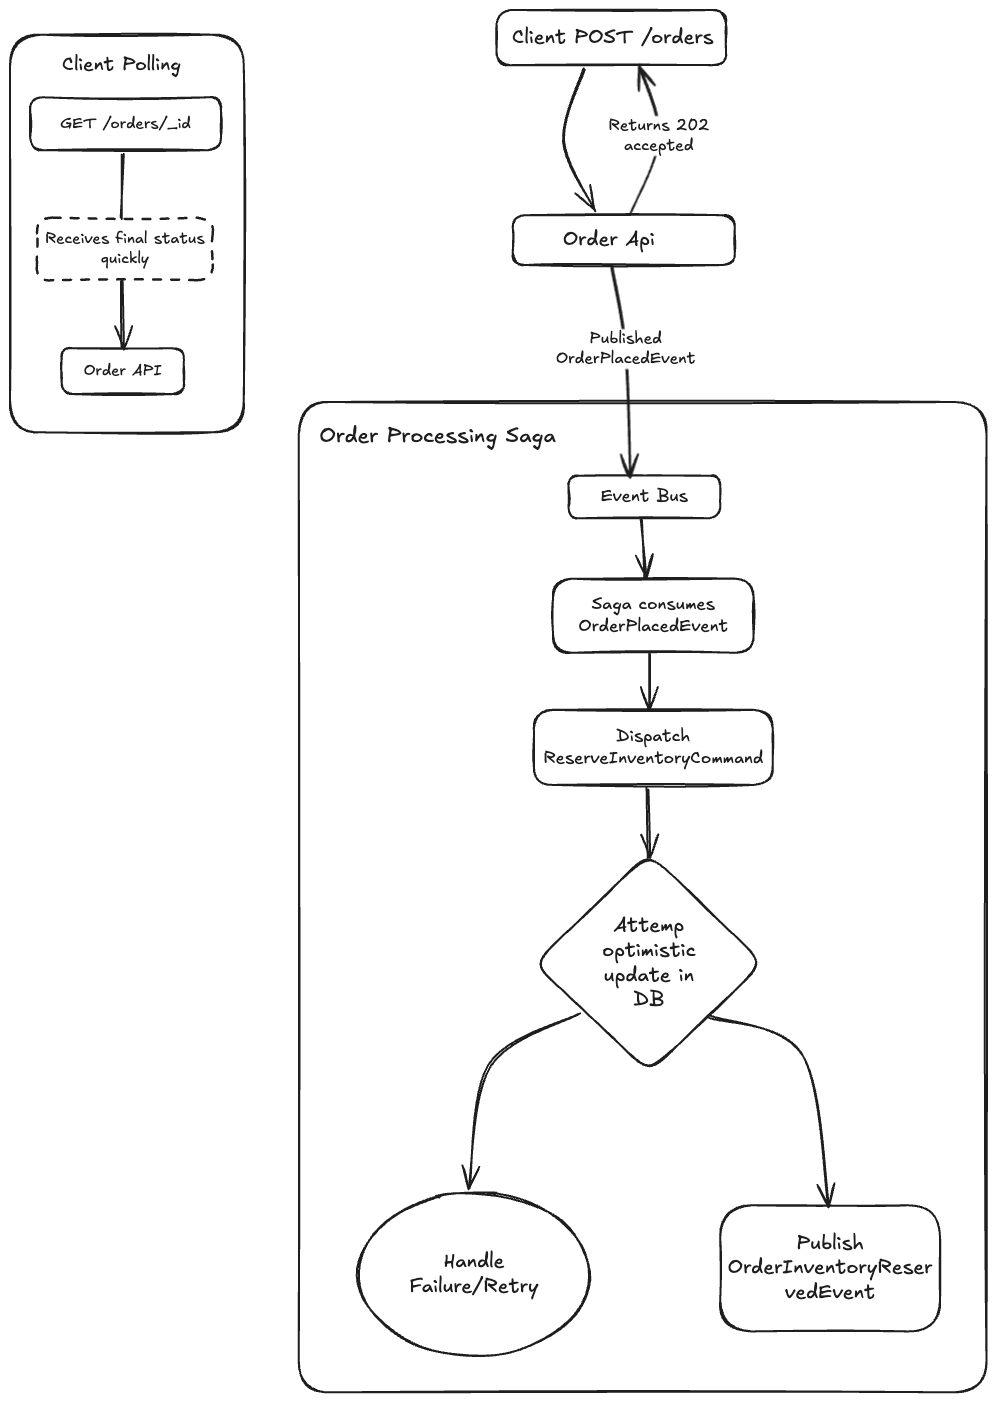 Client POST /orders
Client Polling
GET /orders/_id
Returns 202
accepted
Receives final status
quickly
Order Api
Published
OrderPlacedEvent
Order API
Order Processing Saga
Event Bus
Saga consumes
OrderPlacedEvent
Dispatch
ReserveInventoryCommand
Attemp
optimistic
update in
DB
Handle
Failure/Retry
Publish
OrderInventoryReser
vedEvent